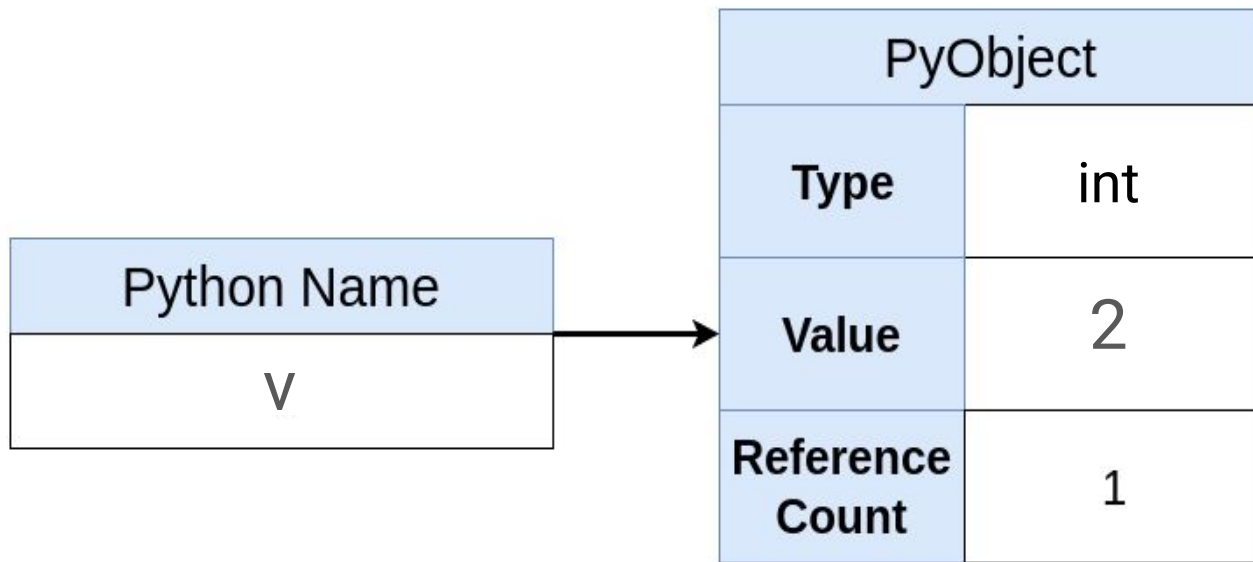 PyObject
Type
int
Python Name
Value
2
v
Reference
Count
1